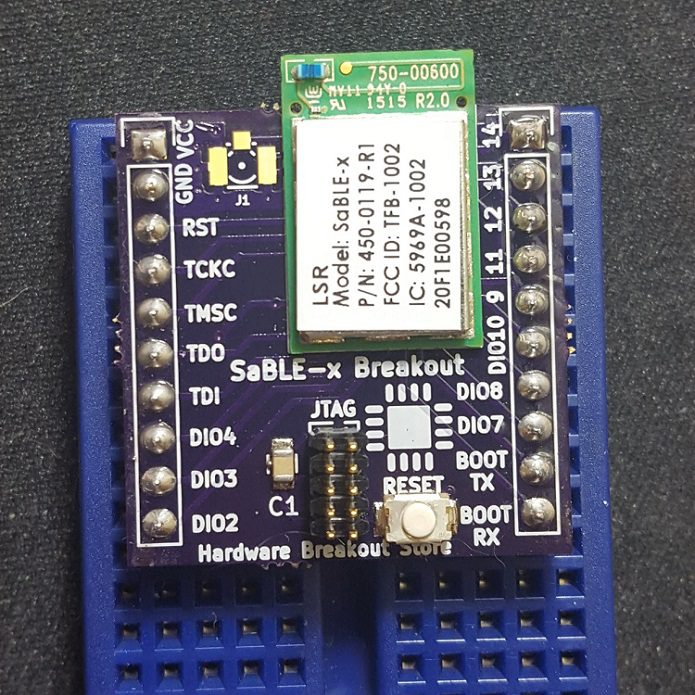 750-00600
MV11 94V-0
1515 R2.0
LSR
Model: SaBLE-x
P/N: 450-0119-R1
FCC ID: TFB-1002
IC: 5969A-1002
20F1E00598
VCC
GND
RST
TCKC
TMSC
TDO
TDI
DIO4
DIO3
DIO2
J1
14
13
12
11
9
DIO10
DIO8
DIO7
BOOT
TX
BOOT
RX
SaBLE-x Breakout
JTAG
C1
RESET
Hardware Breakout Store